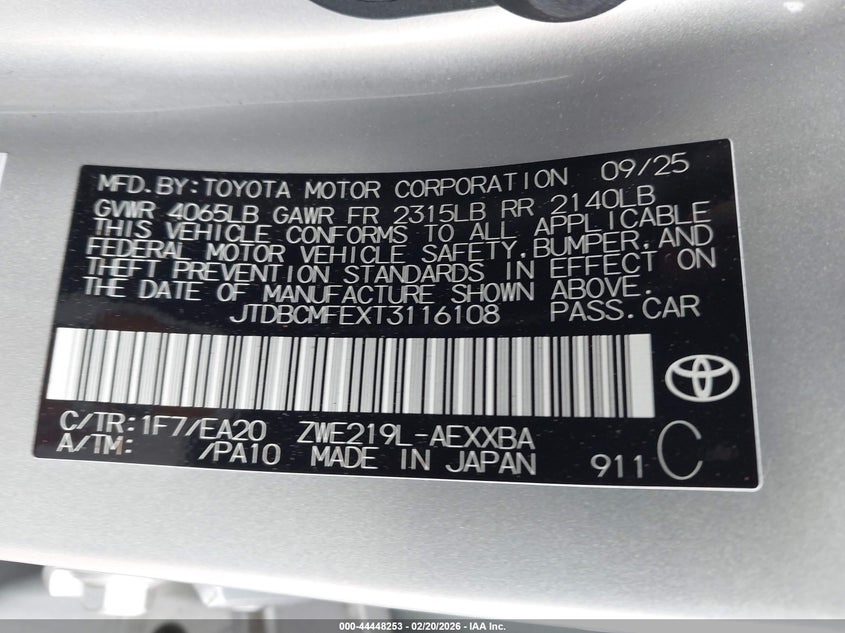 MFD.BY:TOYOTA MOTOR CORPORATION 09/25
GVWR 4065LB GAWR FR 2315LB RR 2140LB
THIS VEHICLE CONFORMS TO ALL APPLICABLE
FEDERAL MOTOR VEHICLE SAFETY,BUMPER,AND
THEFT PREVENTION STANDARDS IN EFFECT ON
THE DATE OF MANUFACTURE SHOWN ABOVE.
JTDBCMFEXT3116108 PASS.CAR
C/TR:1F7/EA20 ZWE219L-AEXXBA
A/TM: /PA10 MADE IN JAPAN 911 C
000-44448253 - 02/20/2026 - IAA Inc.